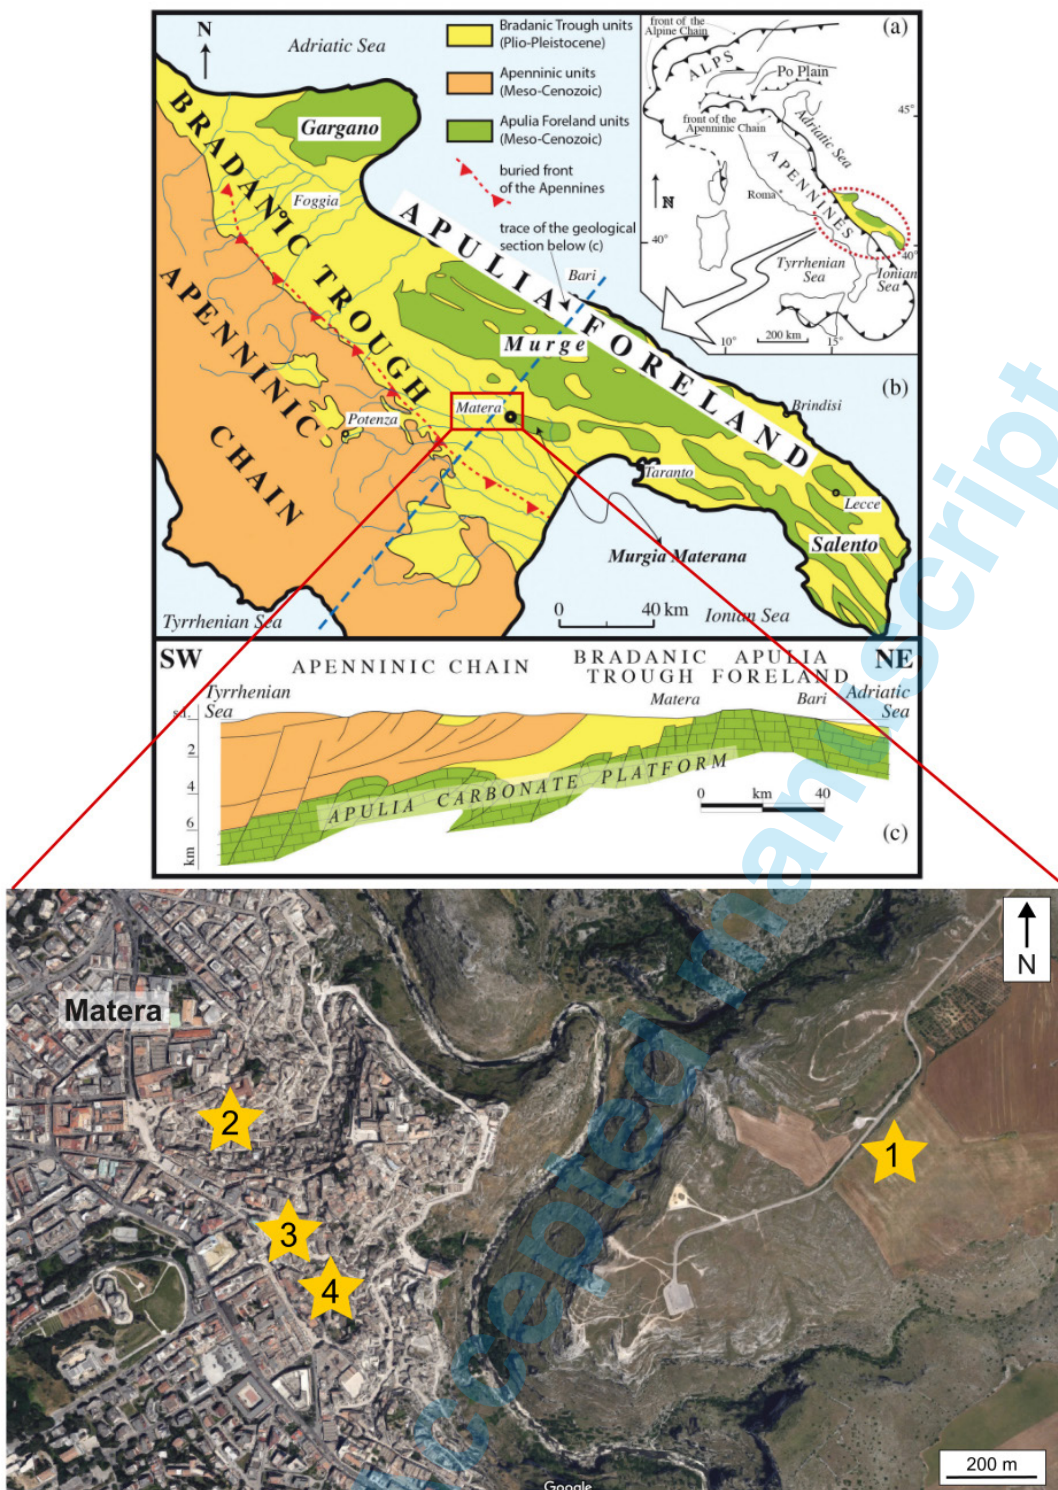 N
Adriatic Sea
Bradanic Trough units
(Plio-Pleistocene)
Apenninic units
(Meso-Cenozoic)
Apulia Foreland units
(Meso-Cenozoic)
buried front
of the Apennines
trace of the geological
section below (c)
front of the
Alpine Chain
(a)
ALPS
Po Plain
45°
front of the
Apenninic Chain
Adriatic Sea
APENNINES
N
Roma
40°
40°
Tyrrhenian
Sea
Ionian
Sea
200 km
10°
15°
BRADANIC TROUGH
Gargano
Foggia
APULIA FORELAND
Bari
Murge
(b)
APENNINIC
CHAIN
Matera
Potenza
Brindisi
Taranto
Lecce
Salento
Murgia Materana
0
40 km
Tyrrhenian Sea
Ionian Sea
SW
APENNINIC CHAIN
BRADANIC
TROUGH
APULIA
FORELAND
NE
Tyrrhenian
Sea
Matera
Bari
Adriatic
Sea
s.l.
2
4
6
km
APULIA CARBONATE PLATFORM
0
km
40
(c)
N
Matera
1
2
3
4
200 m
Google
accepted manuscript